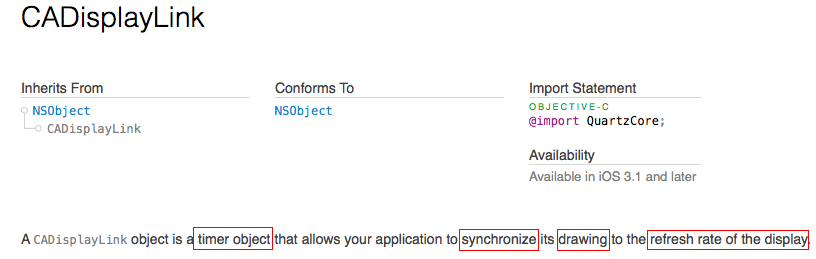 CADisplayLink
Inherits From
NSObject
CADisplayLink
Conforms To
NSObject
Import Statement
OBJECTIVE-C
@import QuartzCore;
Availability
Available in iOS 3.1 and later
A CADisplayLink object is a timer object that allows your application to synchronize its drawing to the refresh rate of the display.